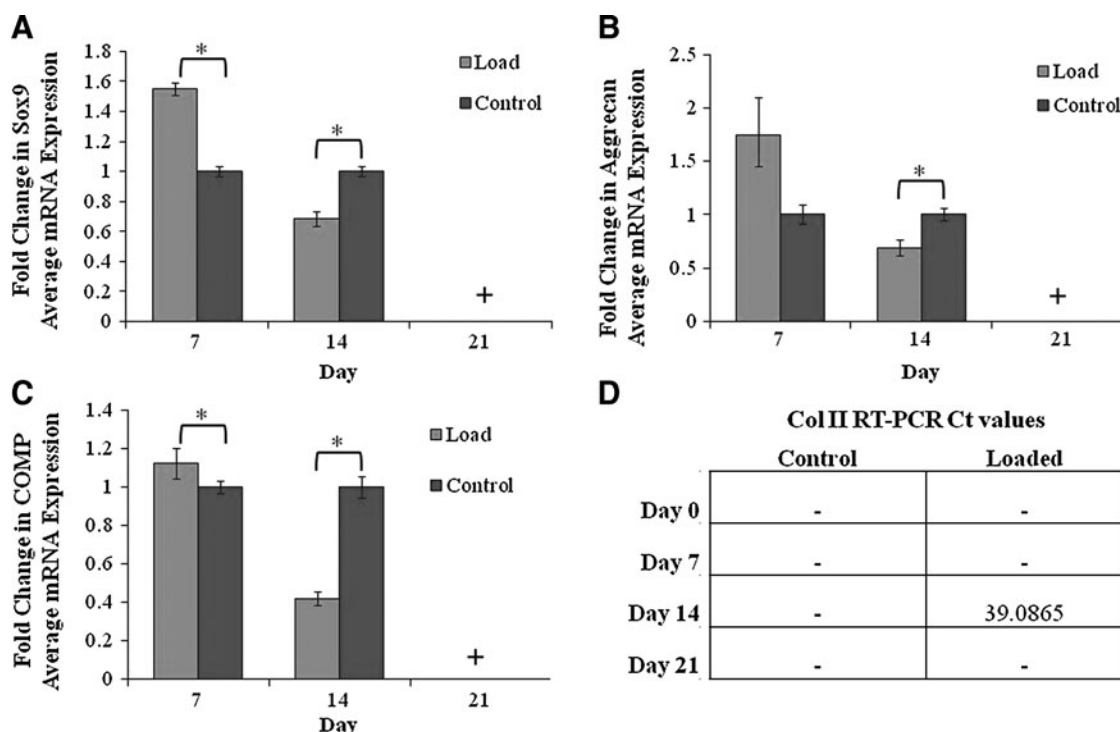 A
Fold Change in Sox9
Average mRNA Expression
1.8
1.6
1.4
1.2
1
0.8
0.6
0.4
0.2
0
*
*
+
Load
Control
7 14 21
Day
B
Fold Change in Aggrecan
Average mRNA Expression
2.5
2
1.5
1
0.5
0
*
+
Load
Control
7 14 21
Day
C
Fold Change in COMP
Average mRNA Expression
1.4
1.2
1
0.8
0.6
0.4
0.2
0
*
*
+
Load
Control
7 14 21
Day
D
Col II RT-PCR Ct values
Control Loaded
Day 0 - -
Day 7 - -
Day 14 - 39.0865
Day 21 - -